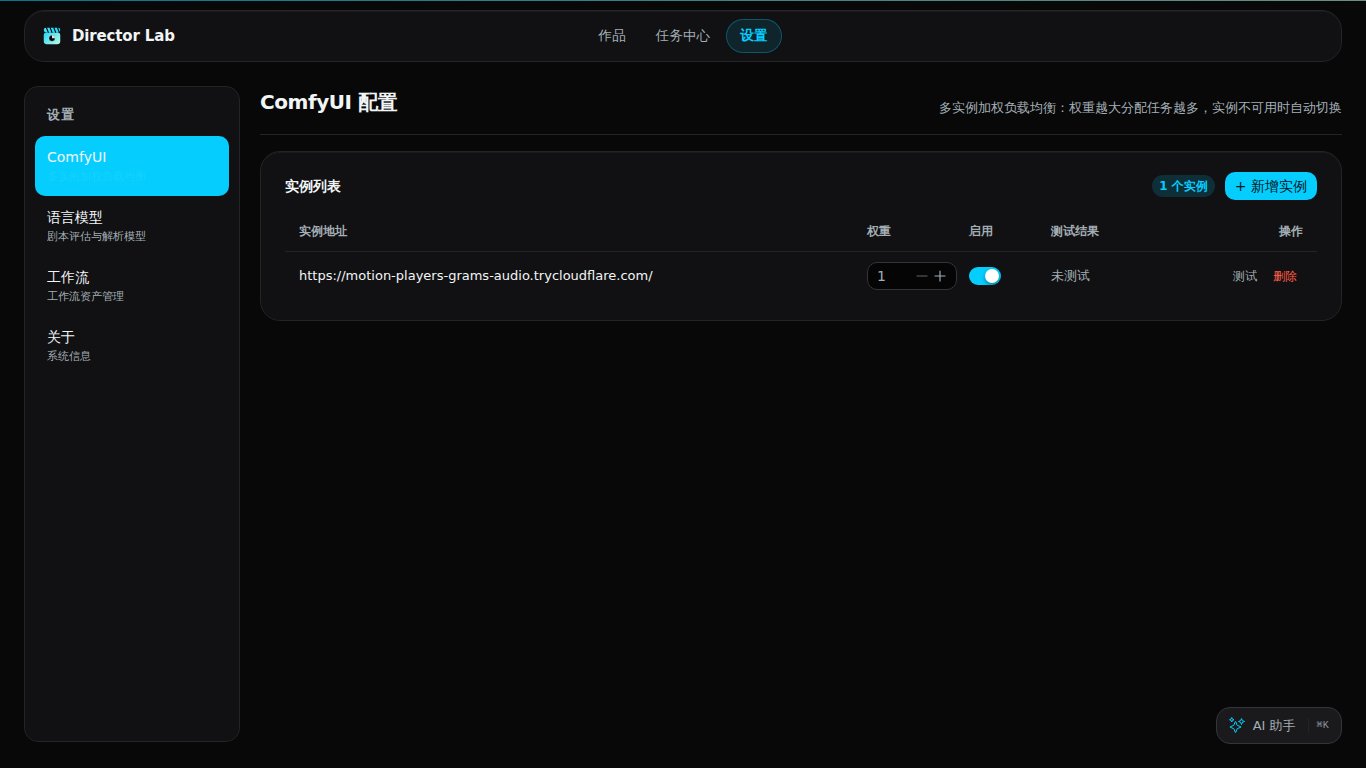 Director Lab
作品
任务中心
设置
设置
ComfyUI
语言模型
剧本评估与解析模型
工作流
工作流资产管理
关于
系统信息
ComfyUI 配置
多实例加权负载均衡：权重越大分配任务越多，实例不可用时自动切换
实例列表
1 个实例
+ 新增实例
实例地址 权重 启用 测试结果 操作
https://motion-players-grams-audio.trycloudflare.com/ 1 未测试 测试 删除
AI 助手 ⌘K